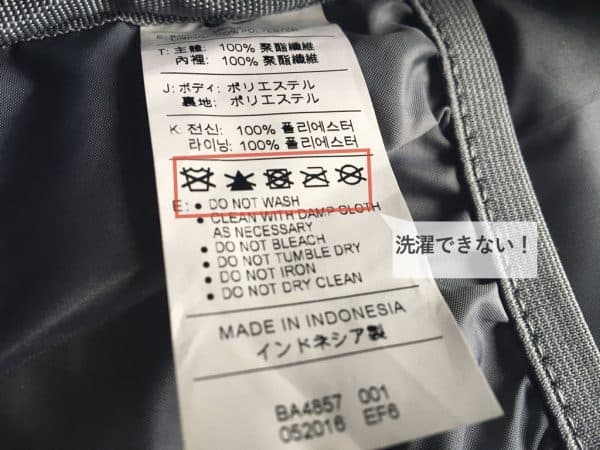 T: 主體: 100% 聚酯纖維
內裡: 100% 聚酯纖維
J: ボディ: ポリエステル
裏地: ポリエステル
K: 전신: 100% 폴리에스터
라이닝: 100% 폴리에스터
E: • DO NOT WASH
• CLEAN WITH DAMP CLOTH
AS NECESSARY
• DO NOT BLEACH
• DO NOT TUMBLE DRY
• DO NOT IRON
• DO NOT DRY CLEAN
洗濯できない！
MADE IN INDONESIA
インドネシア製
BA4857 001
052016 EF6